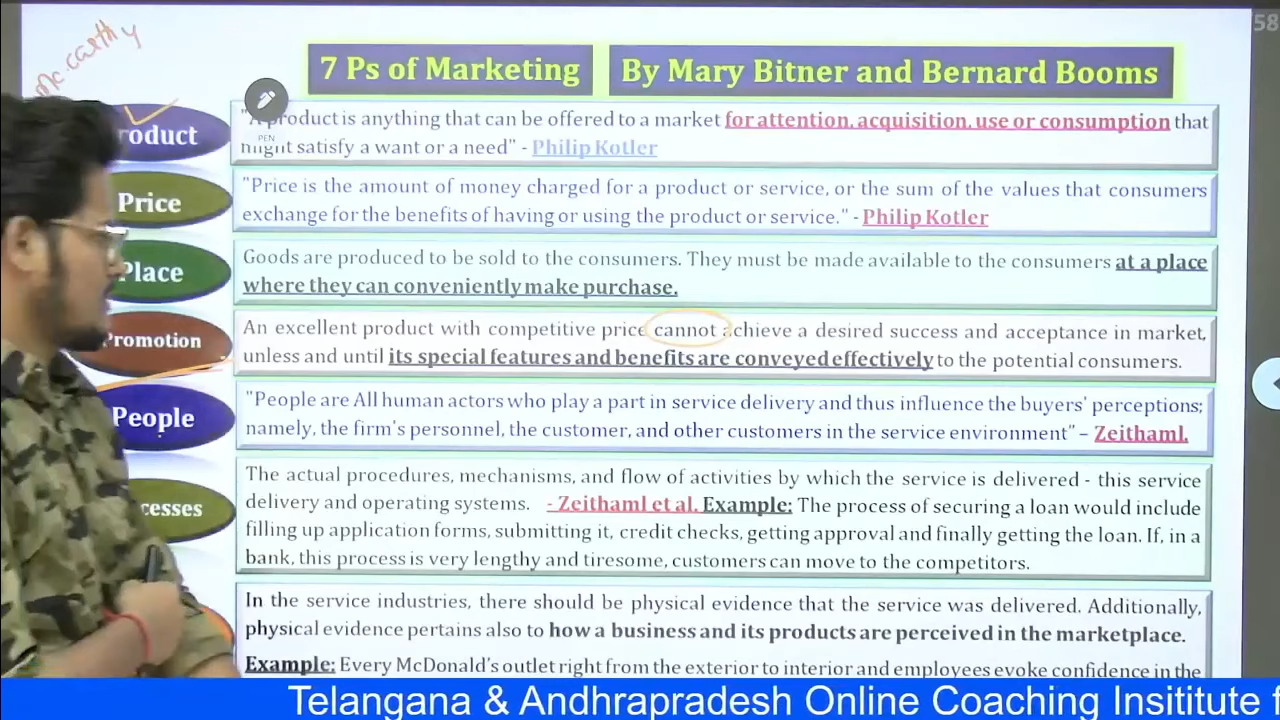 58
Mc.carthy
7 Ps of Marketing
By Mary Bitner and Bernard Booms
PEN
roduct
"A product is anything that can be offered to a market for attention, acquisition, use or consumption that
might satisfy a want or a need" - Philip Kotler
Price
"Price is the amount of money charged for a product or service, or the sum of the values that consumers
exchange for the benefits of having or using the product or service." - Philip Kotler
Place
Goods are produced to be sold to the consumers. They must be made available to the consumers at a place
where they can conveniently make purchase.
Promotion
An excellent product with competitive price cannot achieve a desired success and acceptance in market,
unless and until its special features and benefits are conveyed effectively to the potential consumers.
People
"People are All human actors who play a part in service delivery and thus influence the buyers' perceptions;
namely, the firm's personnel, the customer, and other customers in the service environment" – Zeithaml.
cesses
The actual procedures, mechanisms, and flow of activities by which the service is delivered - this service
delivery and operating systems. - Zeithaml et al. Example: The process of securing a loan would include
filling up application forms, submitting it, credit checks, getting approval and finally getting the loan. If, in a
bank, this process is very lengthy and tiresome, customers can move to the competitors.
In the service industries, there should be physical evidence that the service was delivered. Additionally,
physical evidence pertains also to how a business and its products are perceived in the marketplace.
Example: Every McDonald's outlet right from the exterior to interior and employees evoke confidence in the
Telangana & Andhrapradesh Online Coaching Insititute f